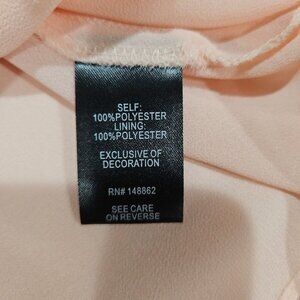 SELF:
100%POLYESTER
LINING:
100%POLYESTER
EXCLUSIVE OF
DECORATION
RN# 148862
SEE CARE
ON REVERSE